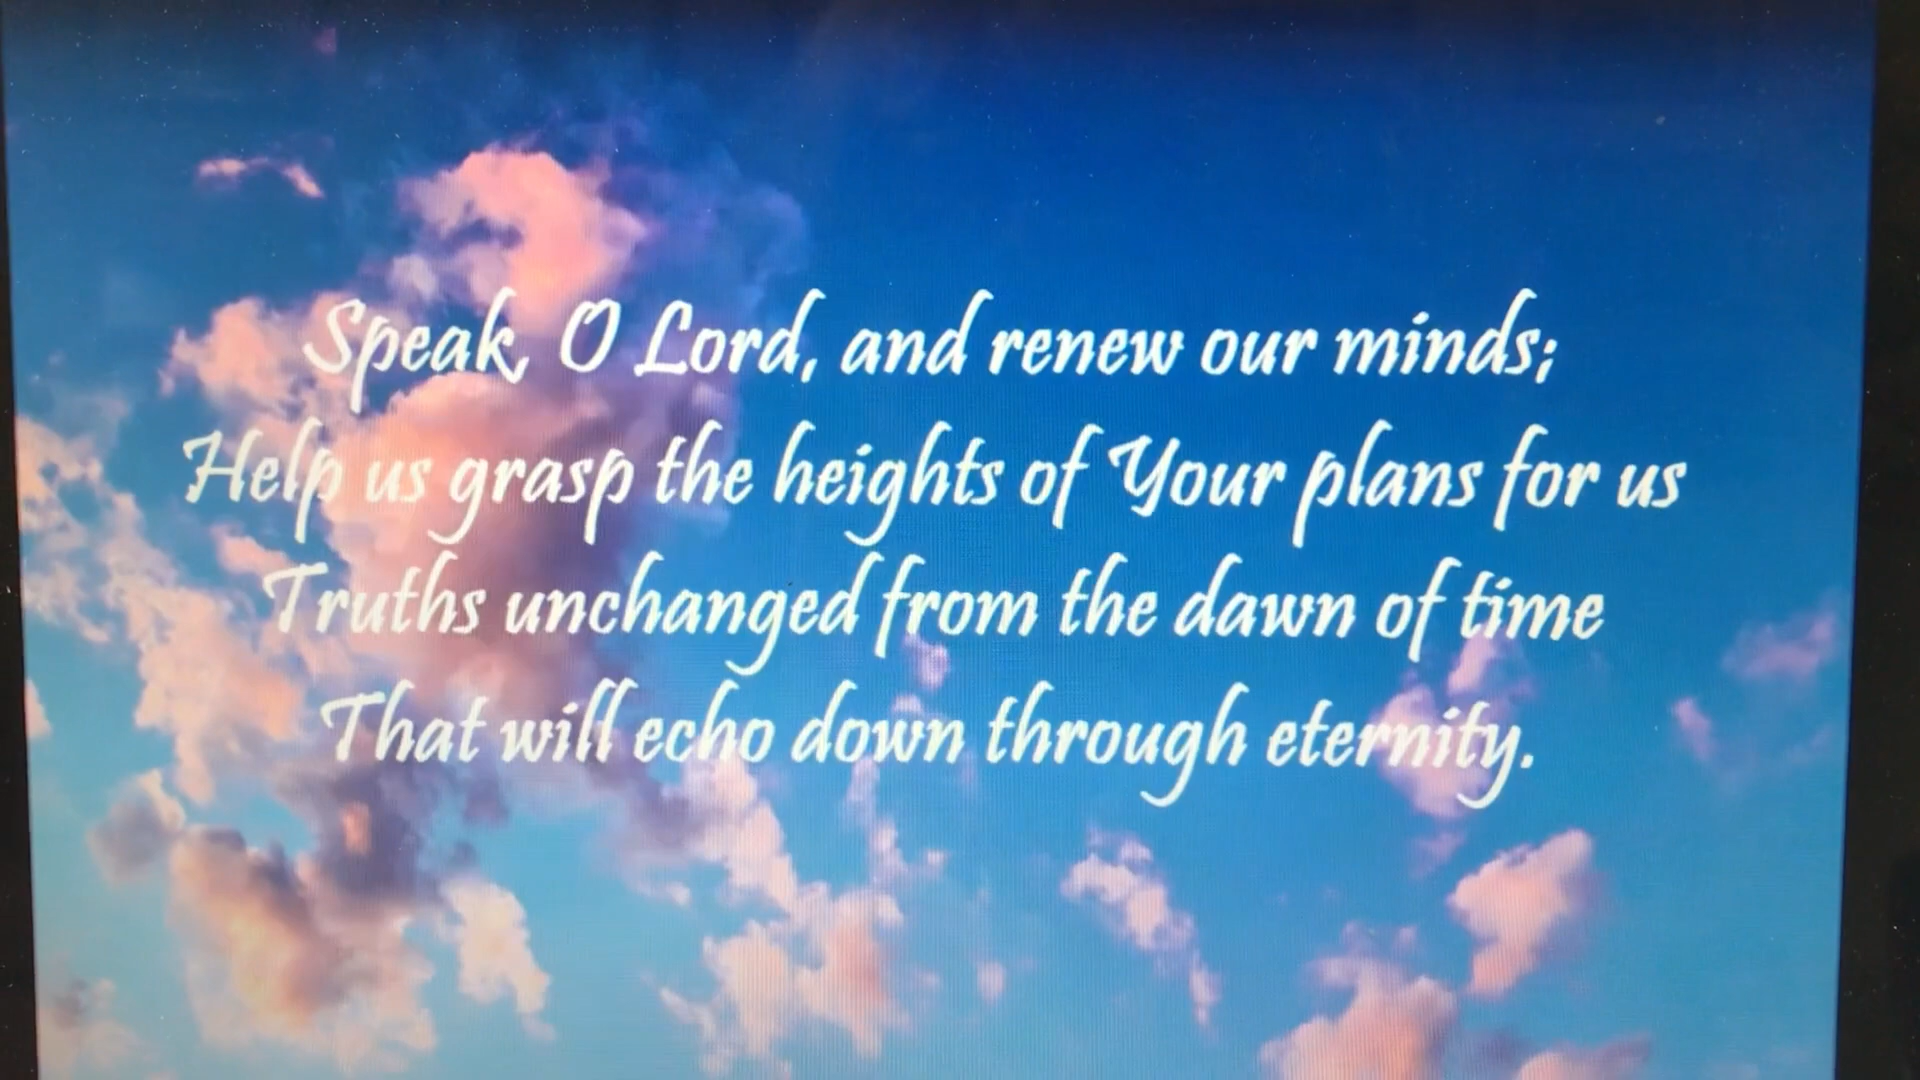 Speak, O Lord, and renew our minds;
Help us grasp the heights of Your plans for us
Truths unchanged from the dawn of time
That will echo down through eternity.